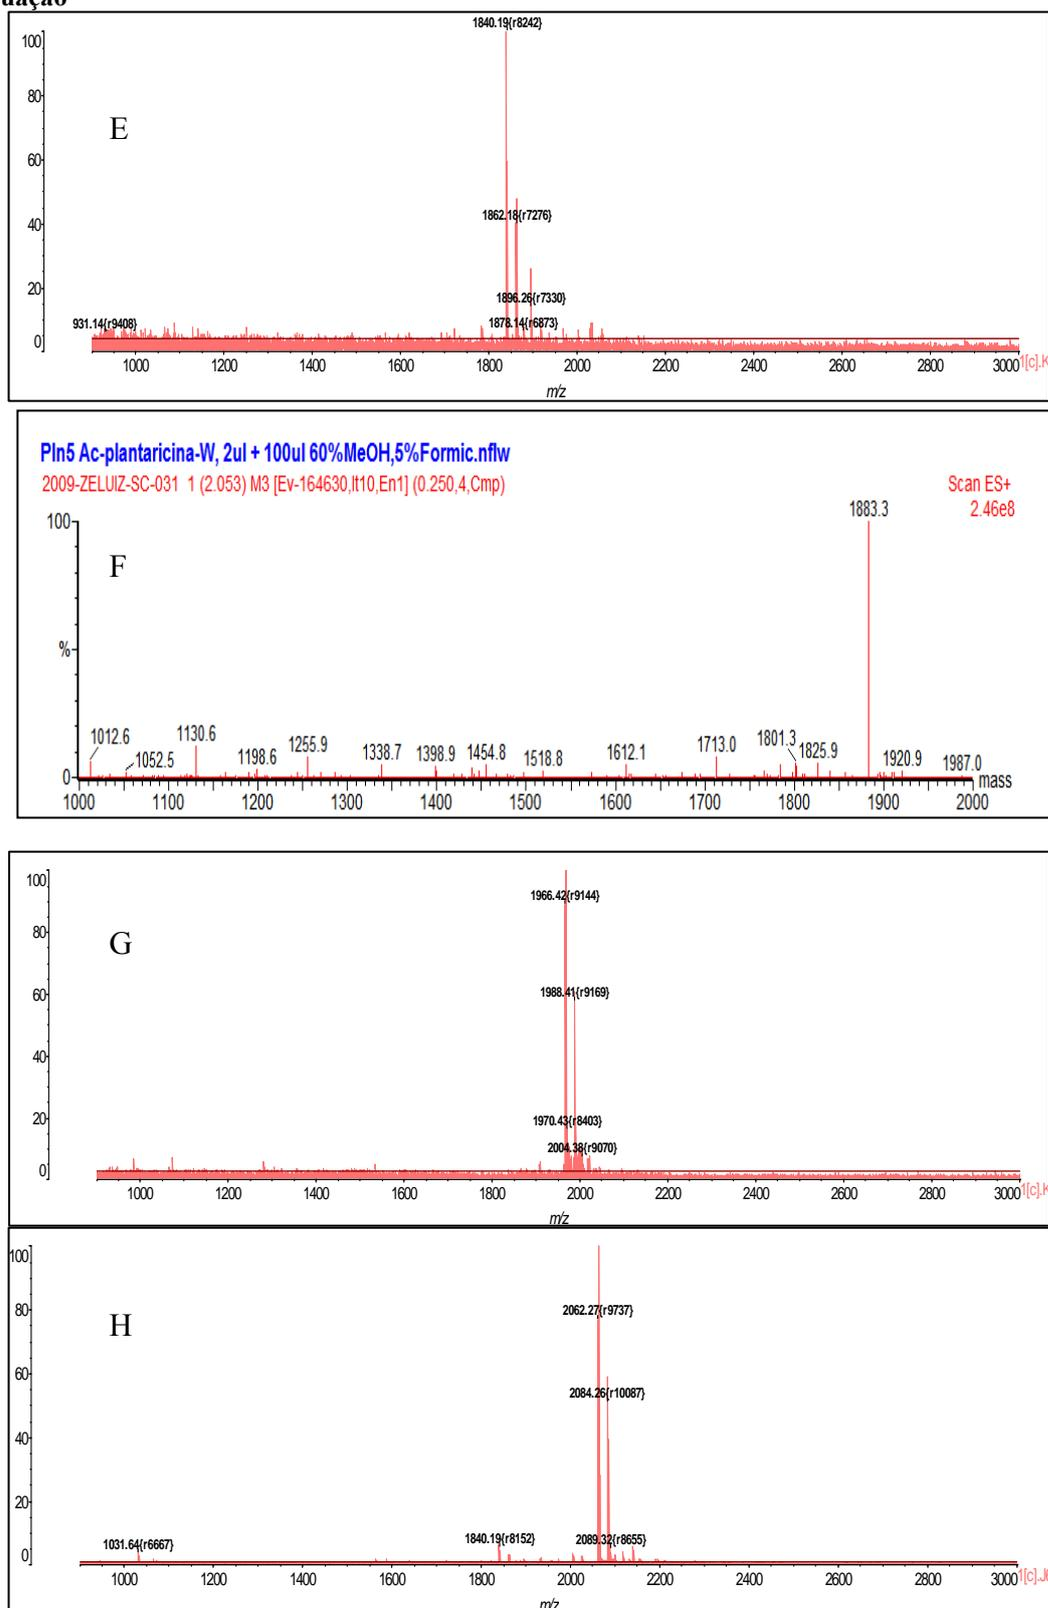 uação
1840.19{r8242}
100
80
E
60
1862.18{r7276}
40
20
1896.26{r7330}
931.14{r9408}
1878.14{r6873}
0
1000 1200 1400 1600 1800 2000 2200 2400 2600 2800 3000 1[c].K
m/z
Pln5 Ac-plantaricina-W, 2ul + 100ul 60%MeOH,5%Formic.nflw
2009-ZELUIZ-SC-031 1 (2.053) M3 [Ev-164630,It10,En1] (0.250,4,Cmp) Scan ES+
2.46e8
100
1883.3
F
%
1012.6 1052.5 1130.6 1198.6 1255.9 1338.7 1398.9 1454.8 1518.8 1612.1 1713.0 1801.3 1825.9 1920.9 1987.0
0
mass
1000 1100 1200 1300 1400 1500 1600 1700 1800 1900 2000
100
1966.42{r9144}
80
G
60
1988.41{r9169}
40
20
1970.43{r8403}
2004.38{r9070}
0
1000 1200 1400 1600 1800 2000 2200 2400 2600 2800 3000 1[c].K
m/z
100
80
2062.27{r9737}
H
60
2084.26{r10087}
40
20
1031.64{r6667} 1840.19{r8152} 2089.32{r8655}
0
1000 1200 1400 1600 1800 2000 2200 2400 2600 2800 3000 1[c].J
m/z